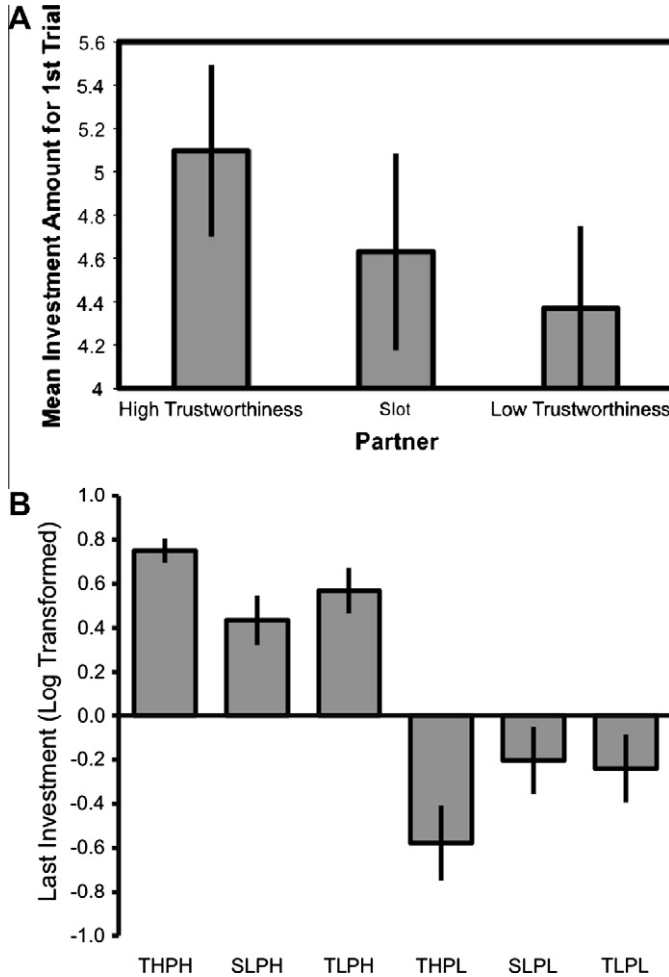 A
Mean Investment Amount for 1st Trial
5.6
5.4
5.2
5
4.8
4.6
4.4
4.2
4
High Trustworthiness Slot Low Trustworthiness
Partner
B
Last Investment (Log Transformed)
1.0
0.8
0.6
0.4
0.2
0.0
-0.2
-0.4
-0.6
-0.8
-1.0
THPH SLPH TLPH THPL SLPL TLPL